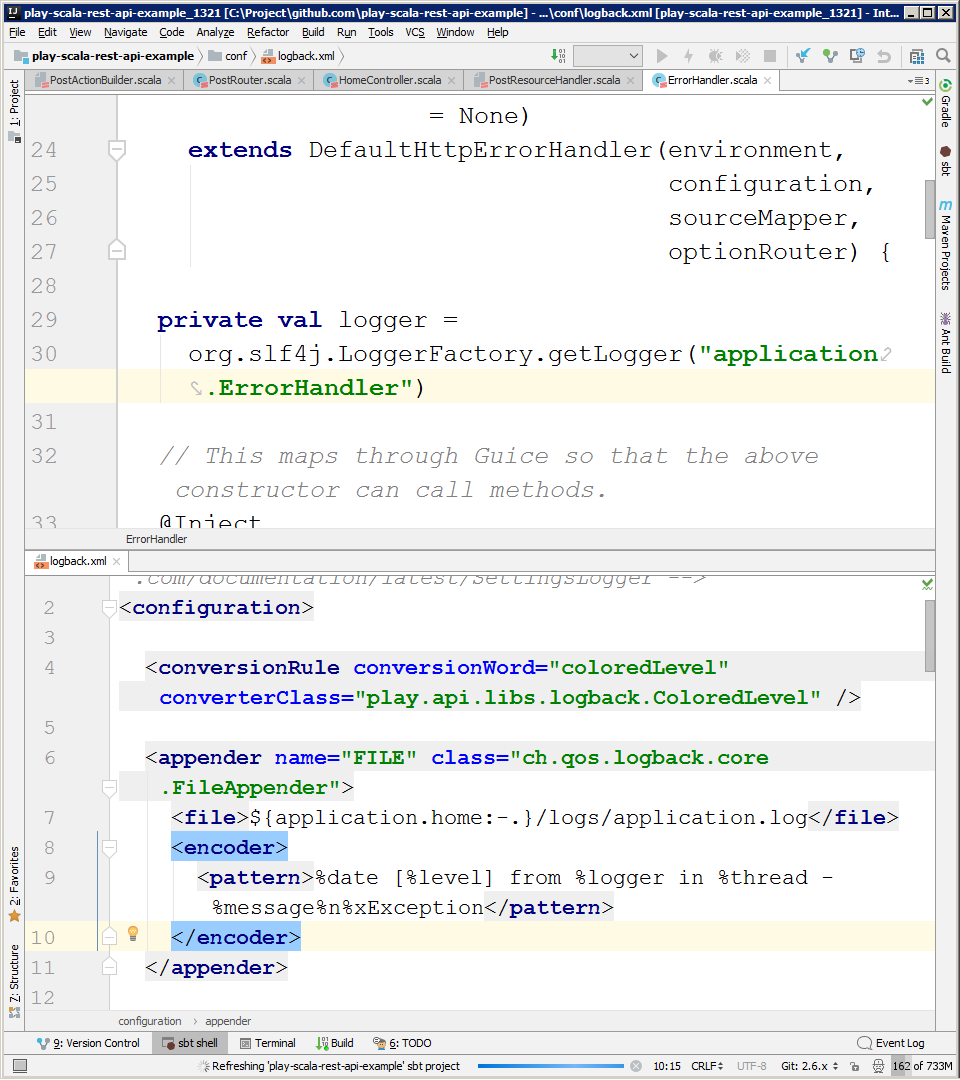 play-scala-rest-api-example_1321 [C:\Project\github.com\play-scala-rest-api-example] - ...\conf\logback.xml [play-scala-rest-api-example_1321] - Int...
File Edit View Navigate Code Analyze Refactor Build Run Tools VCS Window Help
play-scala-rest-api-example conf logback.xml
PostActionBuilder.scala PostRouter.scala HomeController.scala PostResourceHandler.scala ErrorHandler.scala 3
1: Project
= None)
24 extends DefaultHttpErrorHandler(environment,
25 configuration,
26 sourceMapper,
27 optionRouter) {
28
29 private val logger =
30 org.slf4j.LoggerFactory.getLogger("application
.ErrorHandler")
31
32 // This maps through Guice so that the above
constructor can call methods.
33 @Inject
ErrorHandler
Gradle
sbt
Maven Projects
Ant Build
logback.xml
.com/documentation/latest/SettingsLogger -->
2 <configuration>
3
4 <conversionRule conversionWord="coloredLevel"
converterClass="play.api.libs.logback.ColoredLevel" />
5
6 <appender name="FILE" class="ch.qos.logback.core
.FileAppender">
7 <file>${application.home:-.}/logs/application.log</file>
8 <encoder>
9 <pattern>%date [%level] from %logger in %thread -
%message%n%xException</pattern>
10 </encoder>
11 </appender>
12
2: Favorites
7: Structure
configuration appender
9: Version Control sbt shell Terminal Build 6: TODO Event Log
Refreshing 'play-scala-rest-api-example' sbt project 10:15 CRLF UTF-8 Git: 2.6.x 162 of 733M